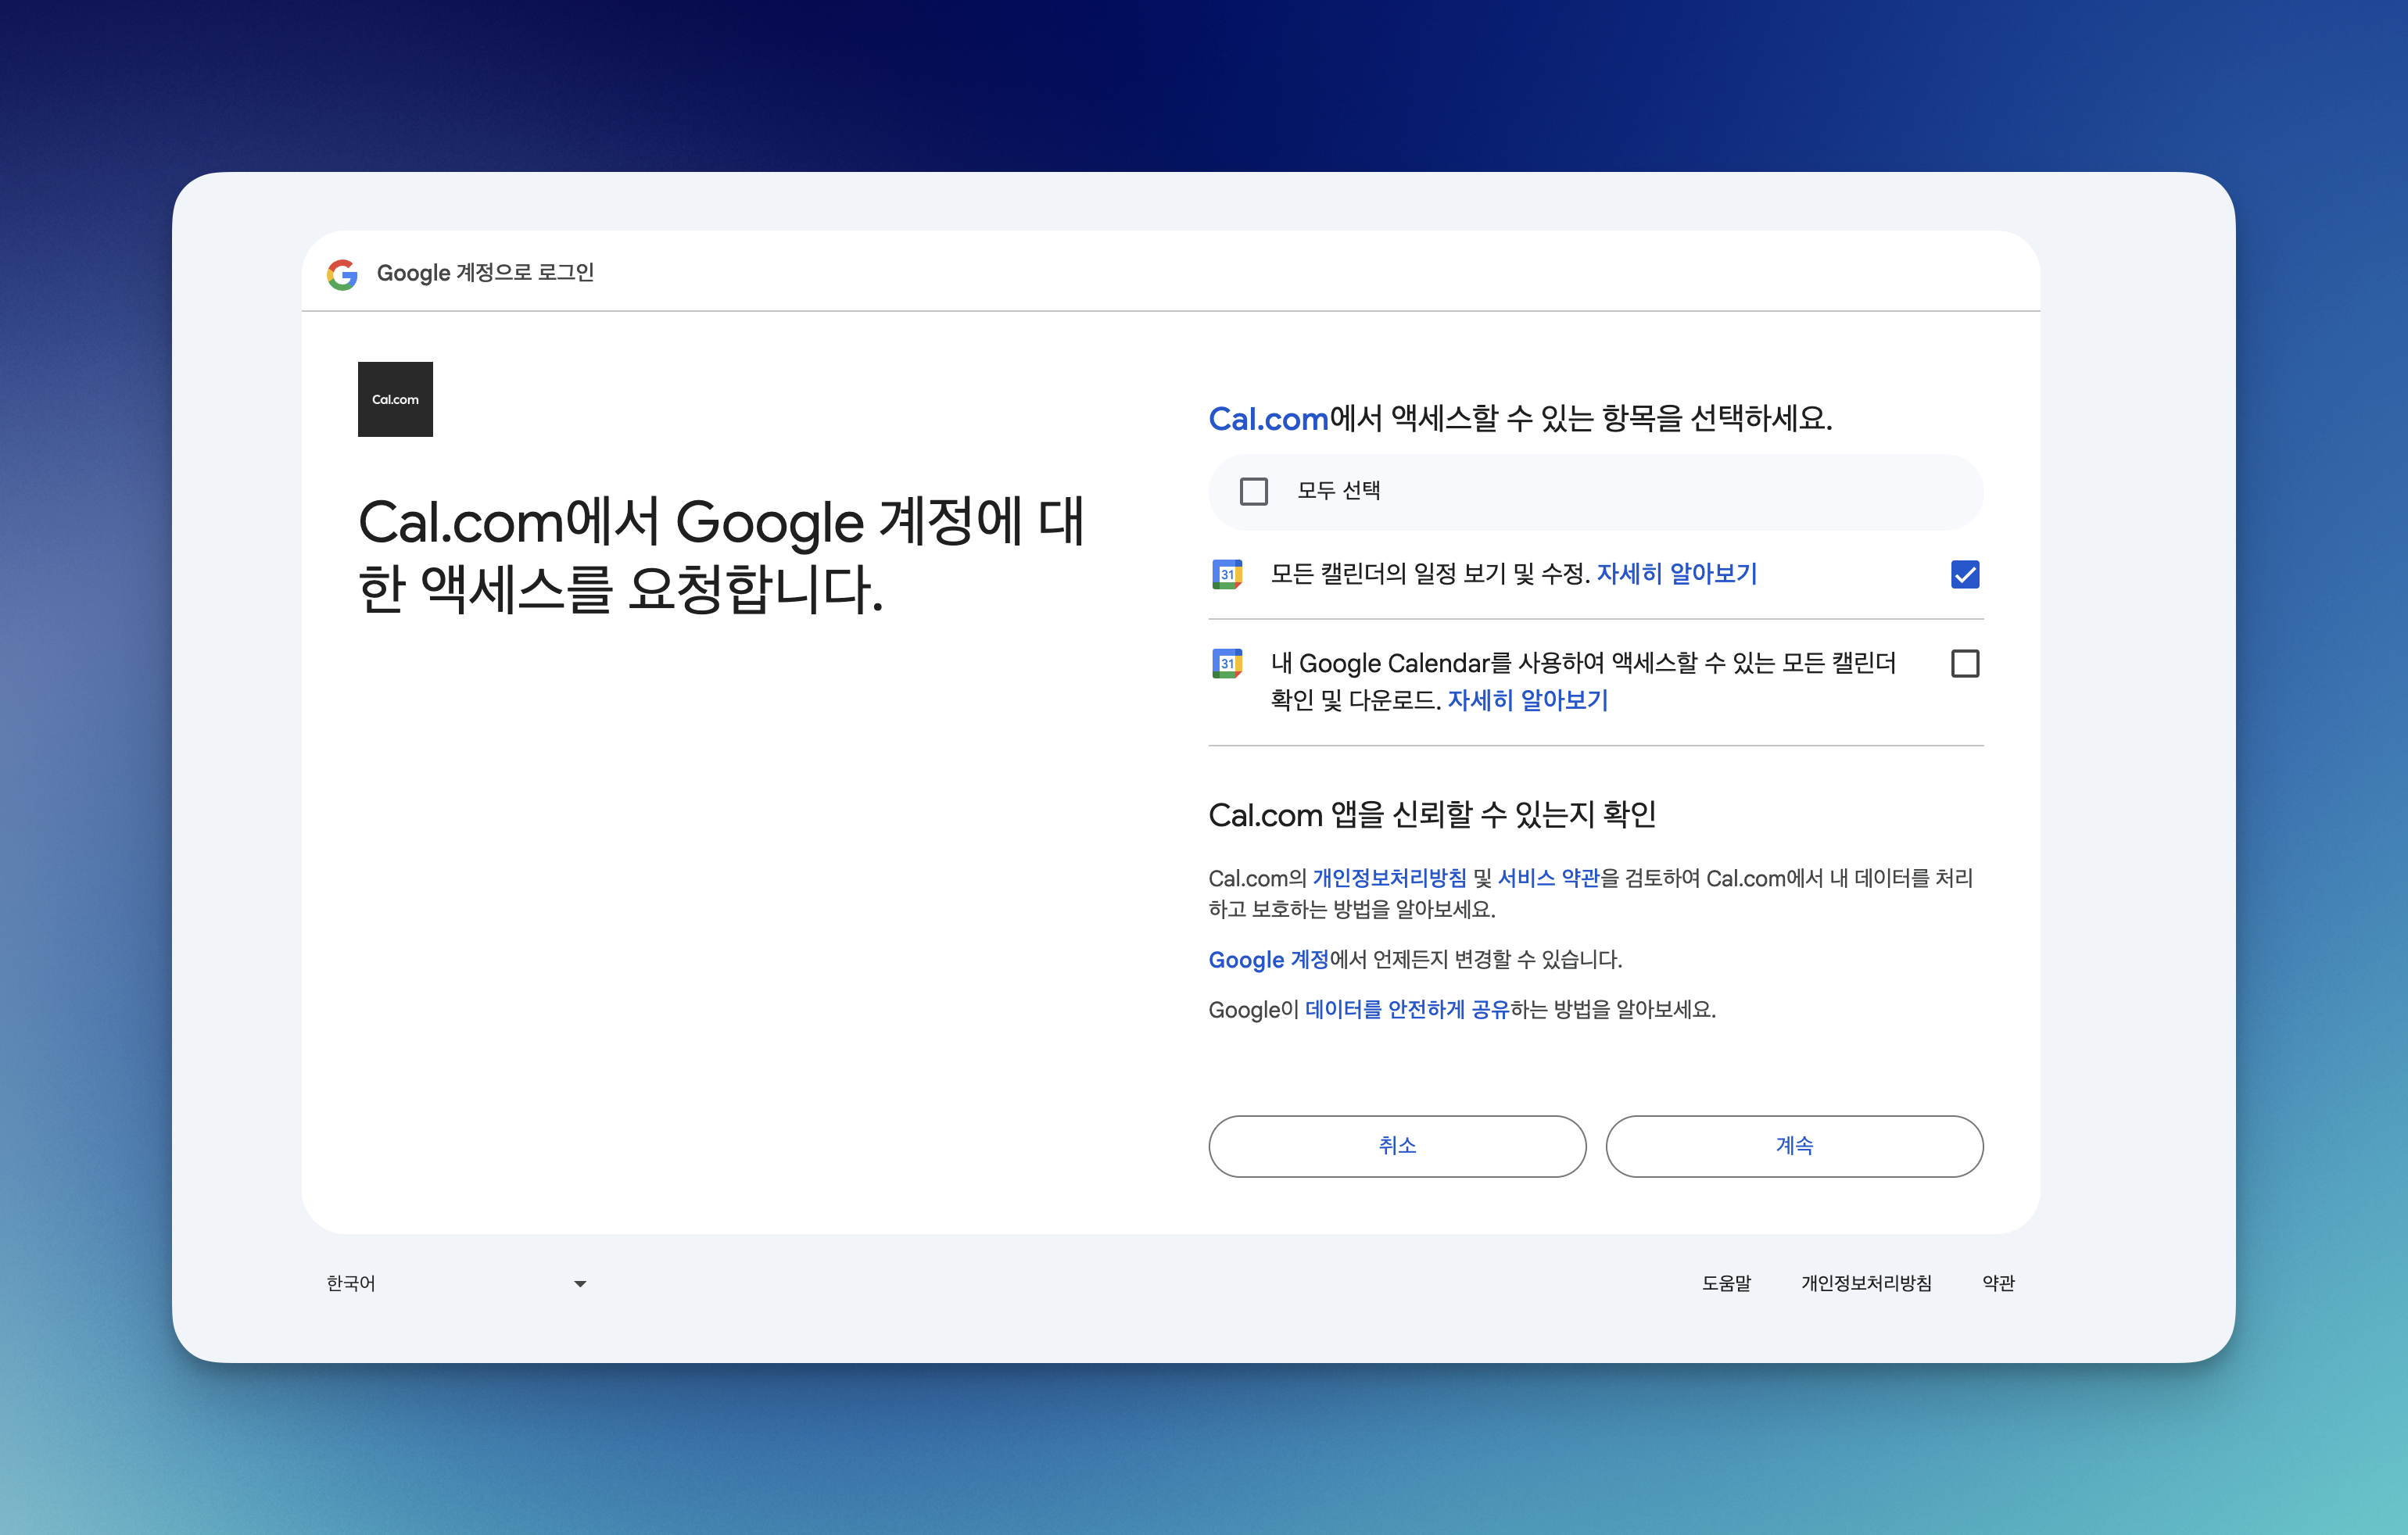 Google 계정으로 로그인
Cal.com
Cal.com에서 Google 계정에 대
한 액세스를 요청합니다.
Cal.com에서 액세스할 수 있는 항목을 선택하세요.
모두 선택
31
모든 캘린더의 일정 보기 및 수정. 자세히 알아보기
31
내 Google Calendar를 사용하여 액세스할 수 있는 모든 캘린더
확인 및 다운로드. 자세히 알아보기
Cal.com 앱을 신뢰할 수 있는지 확인
Cal.com의 개인정보처리방침 및 서비스 약관을 검토하여 Cal.com에서 내 데이터를 처리
하고 보호하는 방법을 알아보세요.
Google 계정에서 언제든지 변경할 수 있습니다.
Google이 데이터를 안전하게 공유하는 방법을 알아보세요.
취소
계속
한국어
도움말
개인정보처리방침
약관